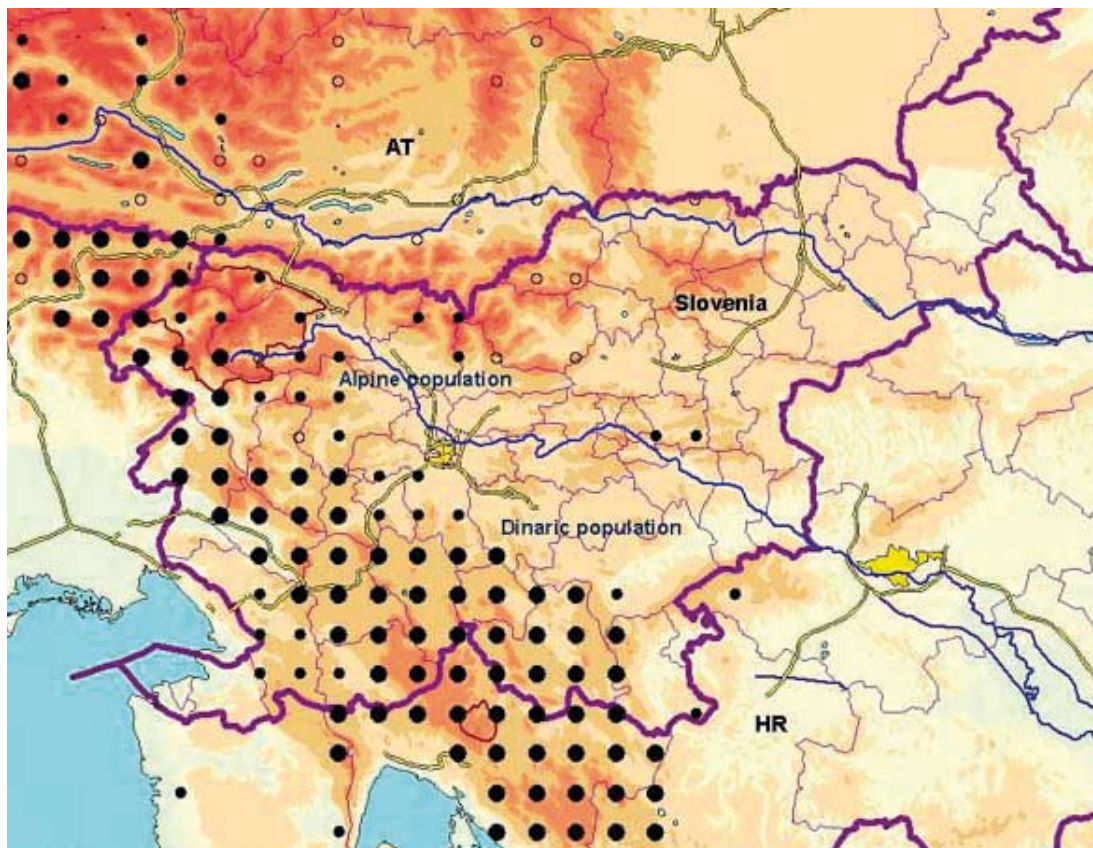 AT
Slovenia
Alpine population
Dinaric population
HR